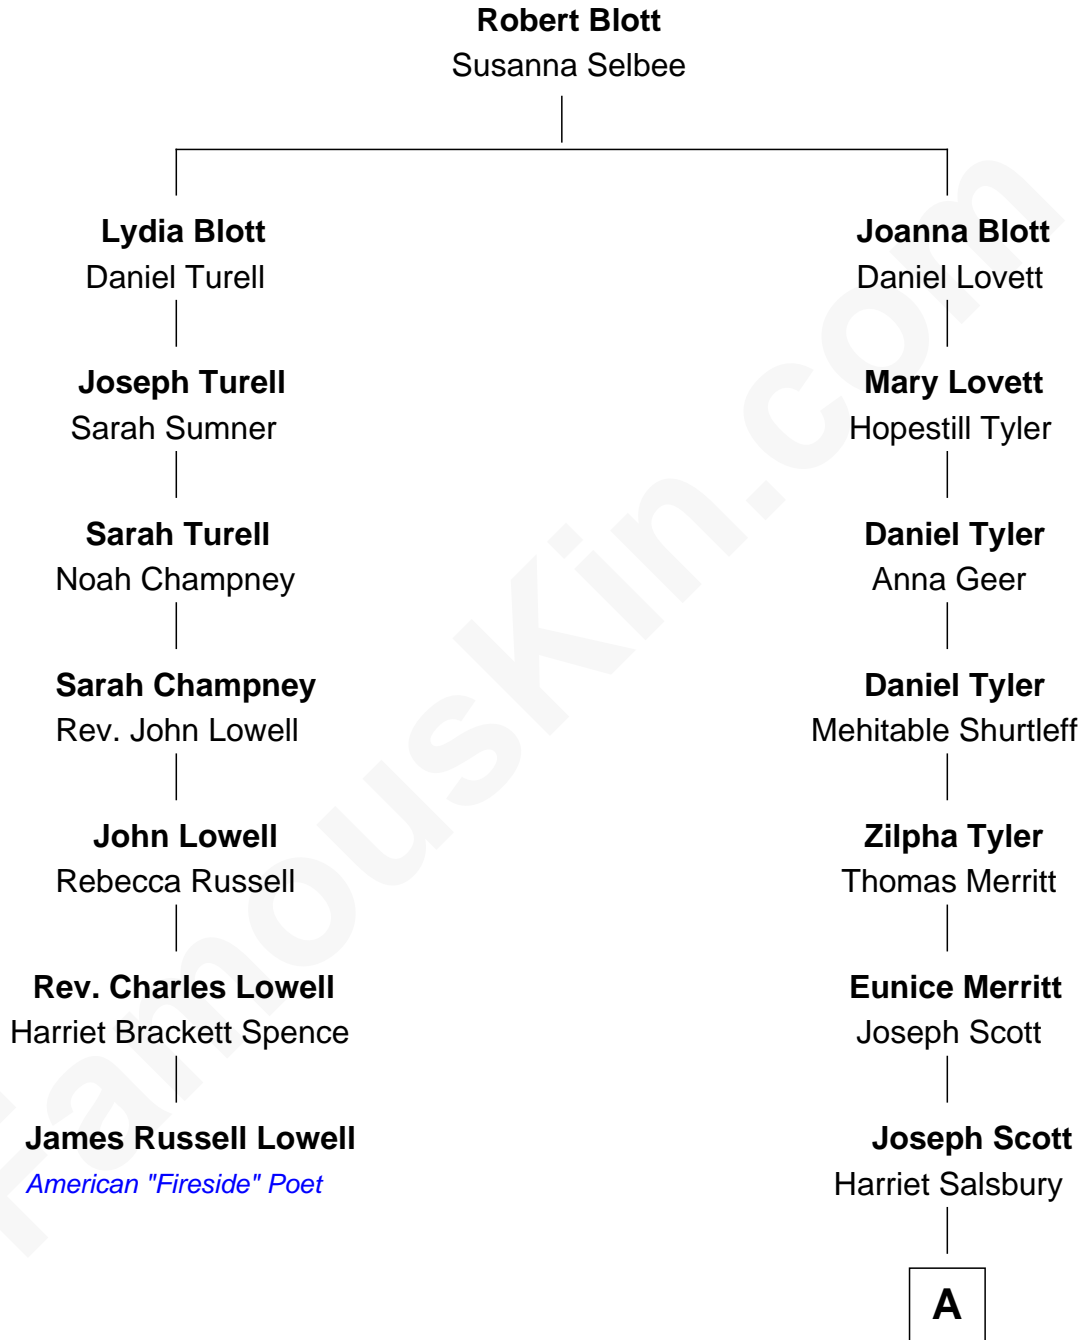 Robert Blott
Susanna Selbee
Lydia Blott
Daniel Turell
Joanna Blott
Daniel Lovett
Joseph Turell
Sarah Sumner
Mary Lovett
Hopestill Tyler
Sarah Turell
Noah Champney
Daniel Tyler
Anna Geer
Sarah Champney
Rev. John Lowell
Daniel Tyler
Mehitable Shurtleff
John Lowell
Rebecca Russell
Zilpha Tyler
Thomas Merritt
Rev. Charles Lowell
Harriet Brackett Spence
Eunice Merritt
Joseph Scott
James Russell Lowell
American "Fireside" Poet
Joseph Scott
Harriet Salsbury
A
FamousKin.com